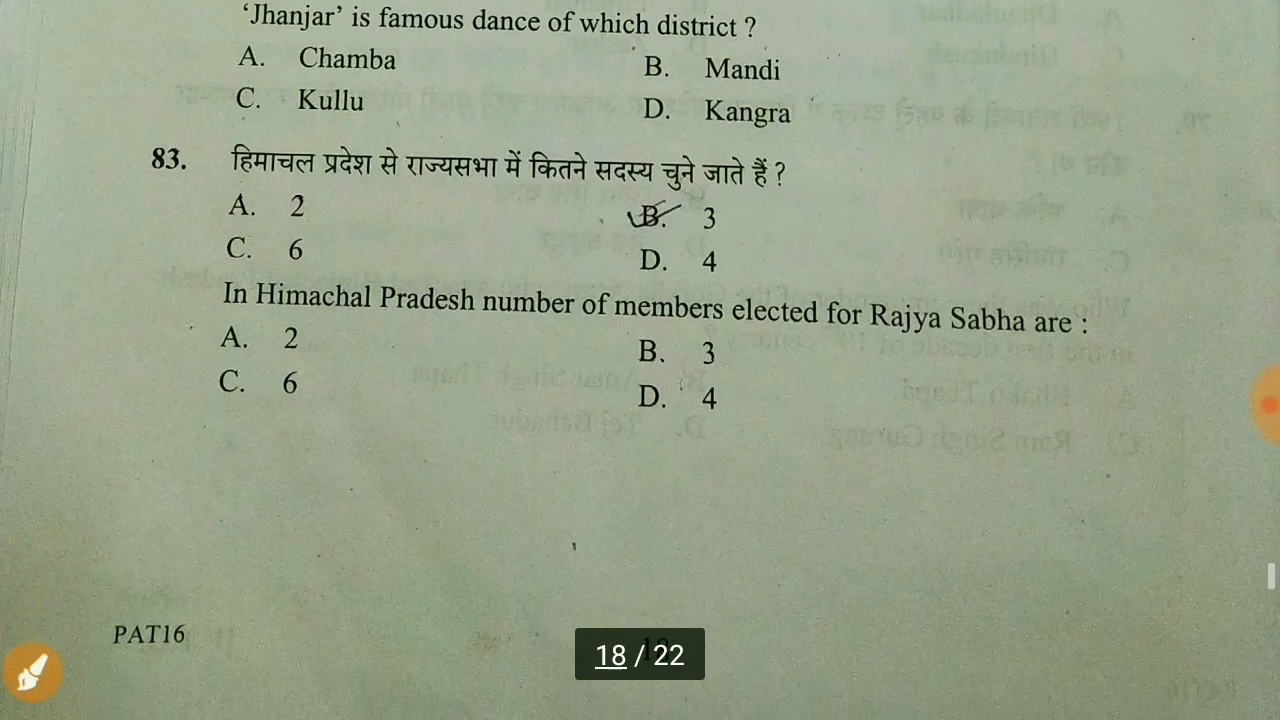 ‘Jhanjar’ is famous dance of which district ?
A. Chamba B. Mandi
C. Kullu D. Kangra
83. हिमाचल प्रदेश से राज्यसभा में कितने सदस्य चुने जाते हैं ?
A. 2 B. 3
C. 6 D. 4
In Himachal Pradesh number of members elected for Rajya Sabha are :
A. 2 B. 3
C. 6 D. 4
PAT16
18 / 22